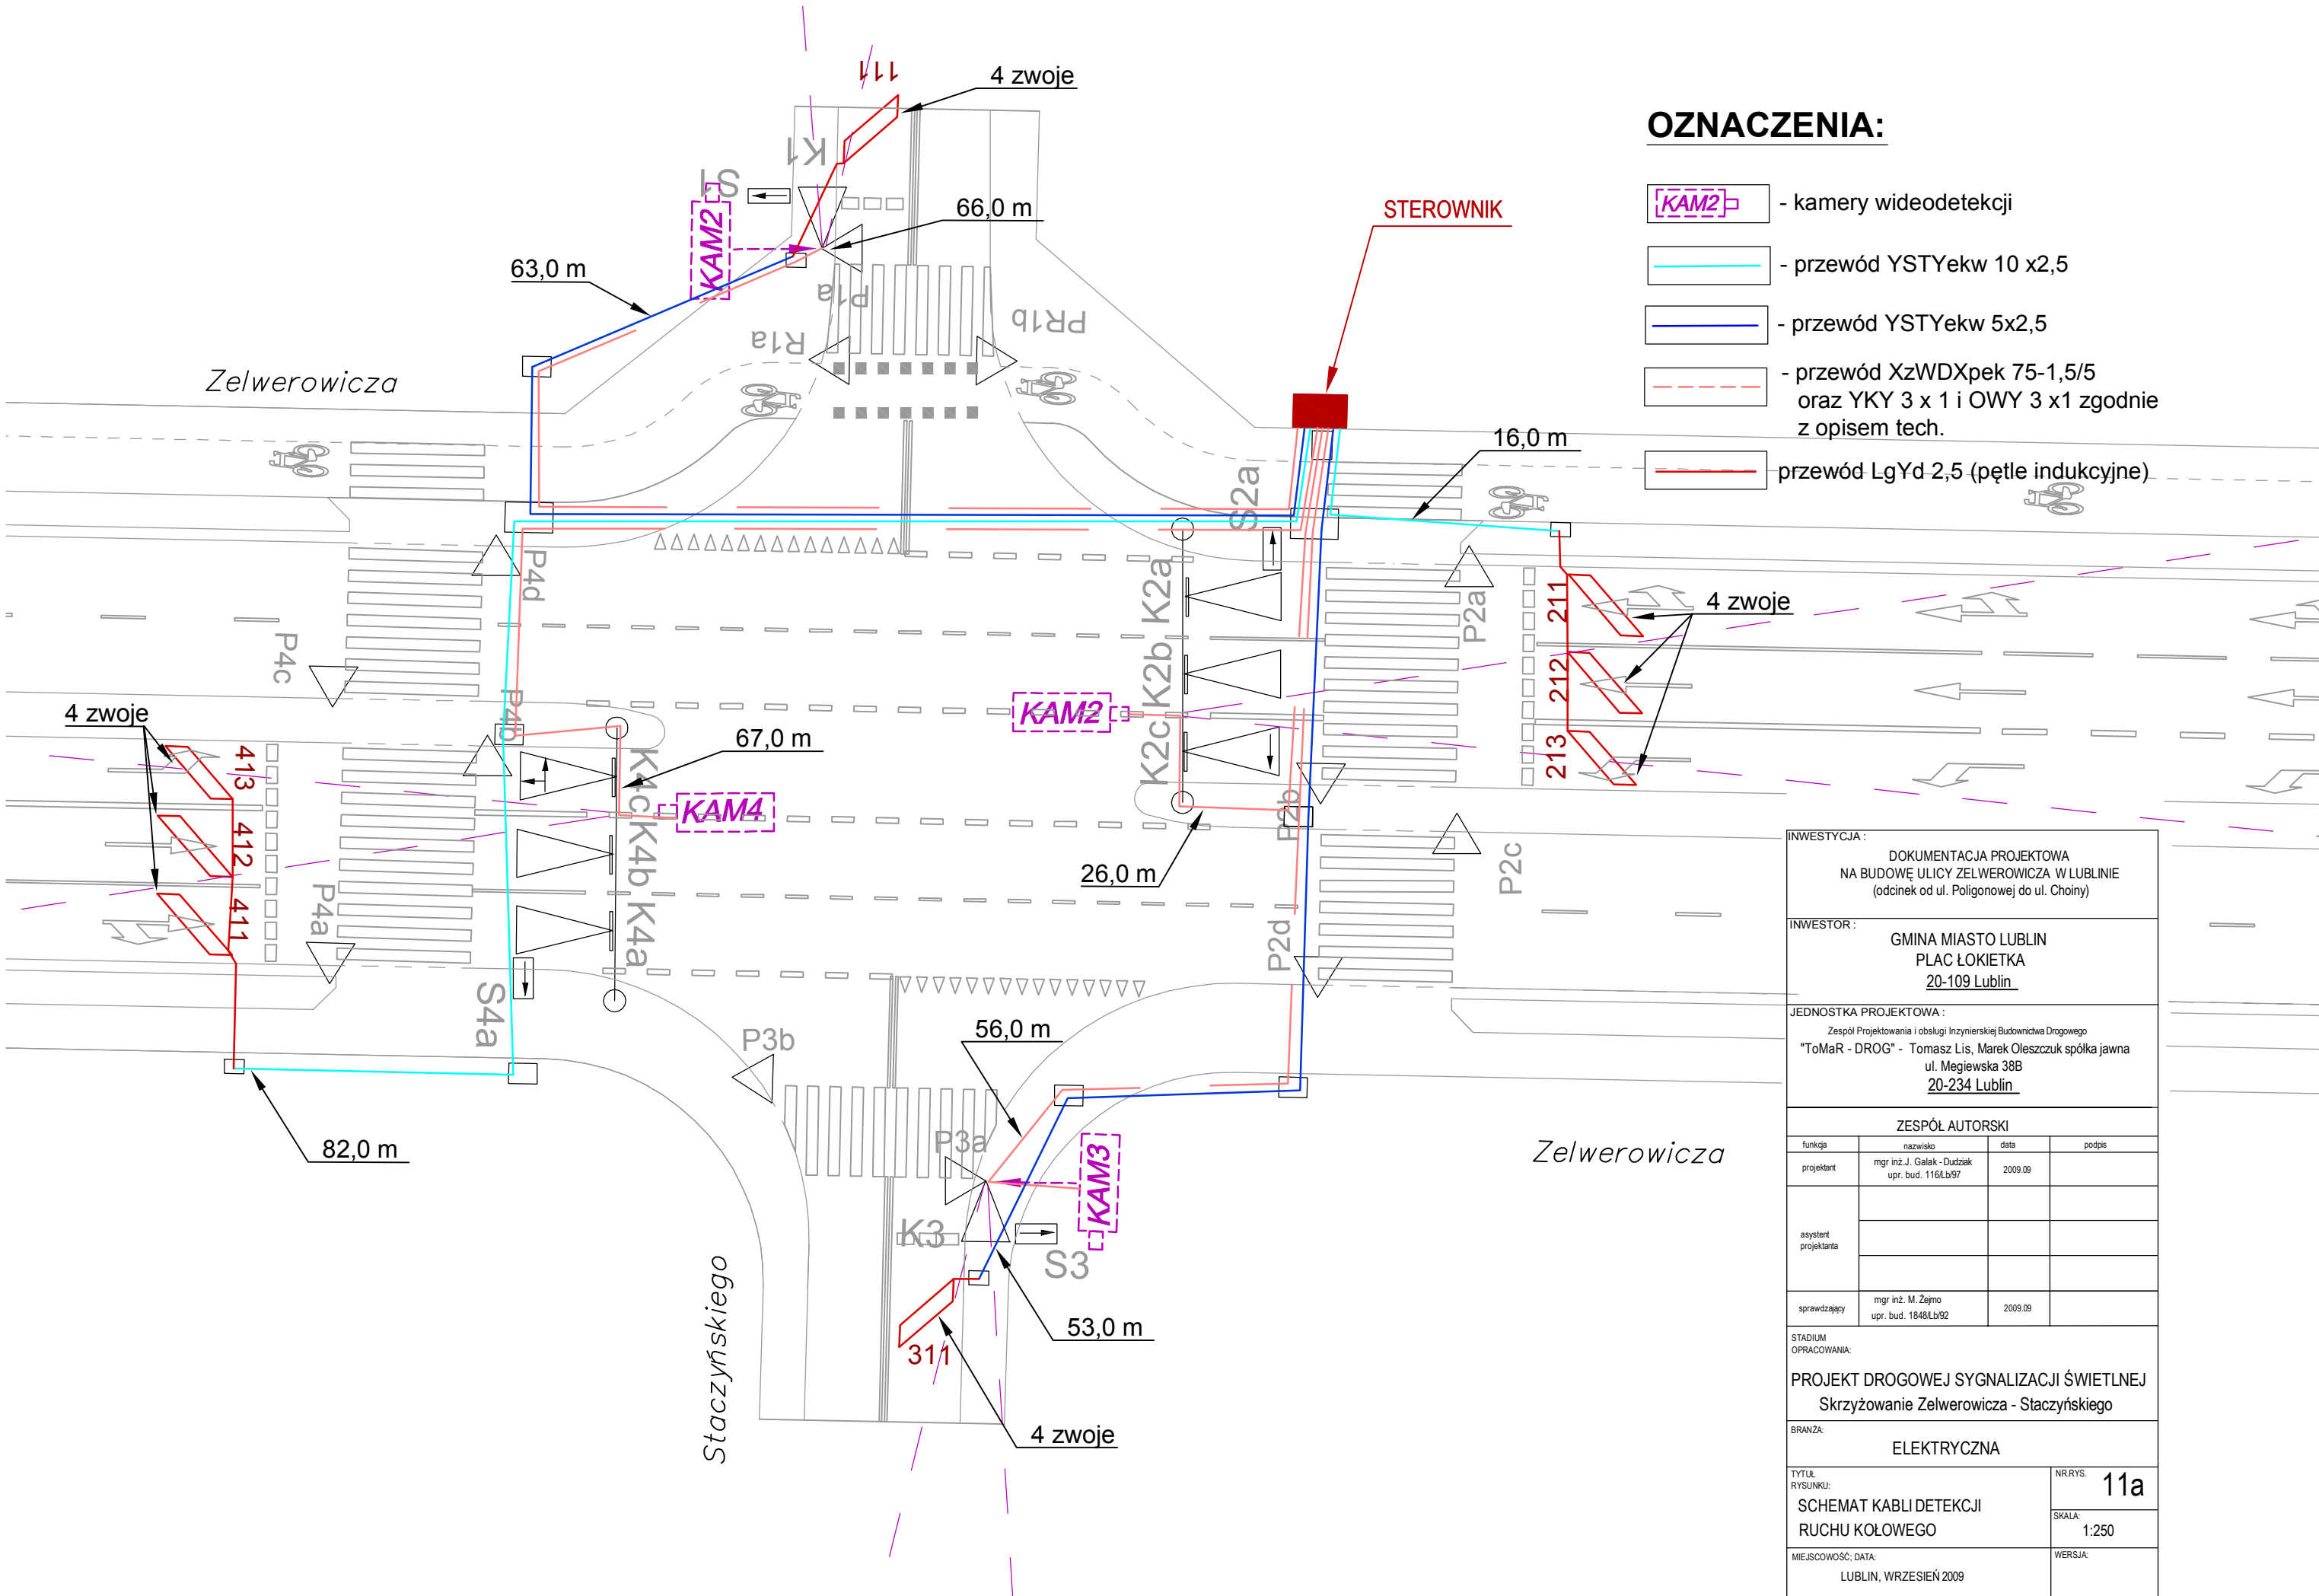 111
4 zwoje
K1
S1
KAM2
66,0 m
63,0 m
P1a
R1a
PR1b
STEROWNIK
Zelwerowicza
16,0 m
S2a
P4d
P4c
P4b
K2a
K2b
K2c
P2a
211
212
213
4 zwoje
KAM2
4 zwoje
413
412
411
67,0 m
K4c
K4b
K4a
KAM4
P2b
P2c
26,0 m
P4a
P2d
S4a
P3b
56,0 m
82,0 m
P3a
KAM3
Zelwerowicza
K3
S3
Staczyńskiego
53,0 m
311
4 zwoje
OZNACZENIA:
KAM2 - kamery wideodetekcji
- przewód YSTYekw 10 x2,5
- przewód YSTYekw 5x2,5
- przewód XzWDXpek 75-1,5/5
oraz YKY 3 x 1 i OWY 3 x1 zgodnie
z opisem tech.
przewód LgYd 2,5 (pętle indukcyjne)
INWESTYCJA :
DOKUMENTACJA PROJEKTOWA
NA BUDOWĘ ULICY ZELWEROWICZA W LUBLINIE
(odcinek od ul. Poligonowej do ul. Choiny)
INWESTOR :
GMINA MIASTO LUBLIN
PLAC ŁOKIETKA
20-109 Lublin
JEDNOSTKA PROJEKTOWA :
Zespół Projektowania i obsługi Inzynierskiej Budownictwa Drogowego
"ToMaR - DROG" - Tomasz Lis, Marek Oleszczuk spółka jawna
ul. Megiewska 38B
20-234 Lublin
ZESPÓŁ AUTORSKI
funkcja nazwisko data podpis
projektant mgr inż.J. Galak - Dudziak 2009.09
upr. bud. 116/Lb/97
asystent
projektanta
sprawdzający mgr inż. M. Żejmo 2009.09
upr. bud. 1848/Lb/92
STADIUM
OPRACOWANIA:
PROJEKT DROGOWEJ SYGNALIZACJI ŚWIETLNEJ
Skrzyżowanie Zelwerowicza - Staczyńskiego
BRANŻA:
ELEKTRYCZNA
TYTUŁ
RYSUNKU:
SCHEMAT KABLI DETEKCJI
RUCHU KOŁOWEGO
NR.RYS.
11a
SKALA:
1:250
MIEJSCOWOŚĆ; DATA:
LUBLIN, WRZESIEŃ 2009
WERSJA: